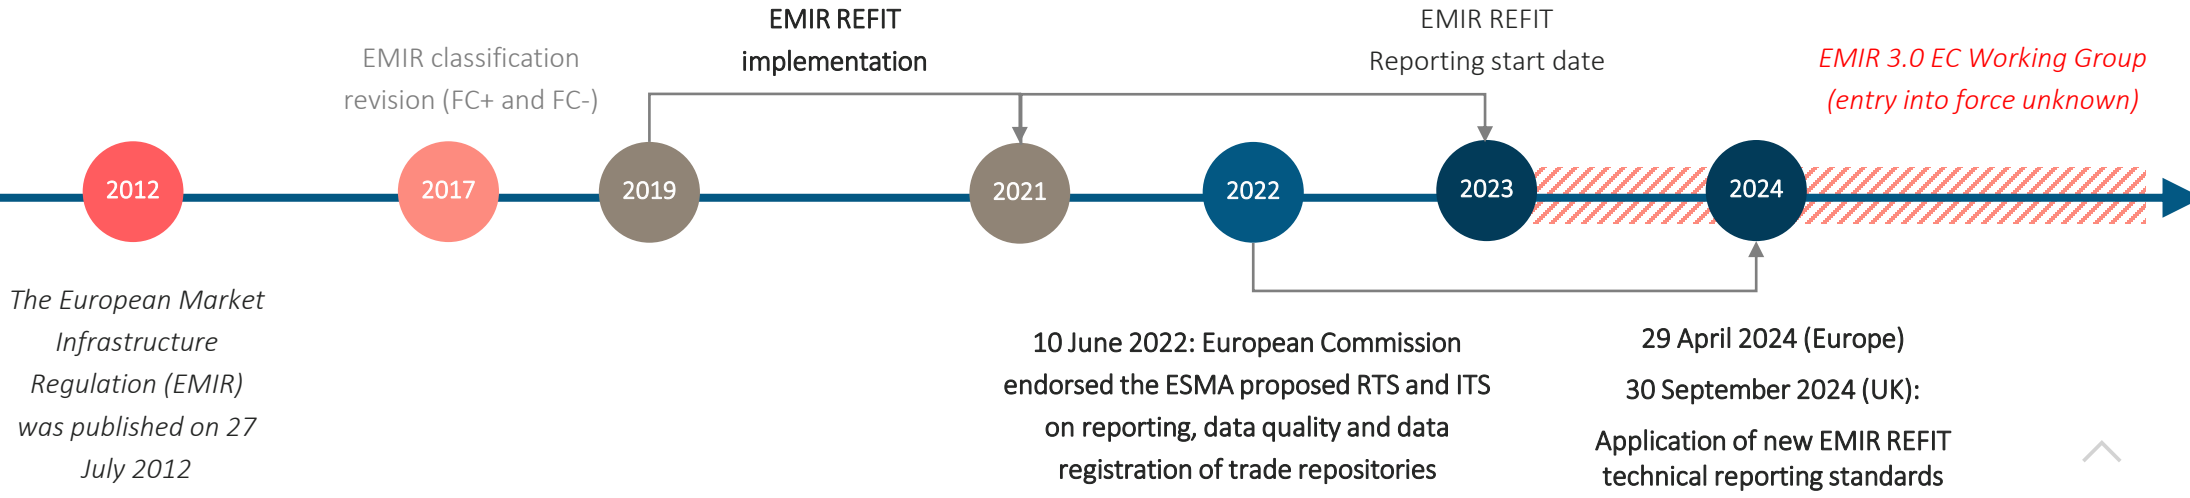 EMIR classification
revision (FC+ and FC-)
EMIR REFIT
implementation
EMIR REFIT
Reporting start date
EMIR 3.0 EC Working Group
(entry into force unknown)
2012
2017
2019
2021
2022
2023
2024
The European Market
Infrastructure
Regulation (EMIR)
was published on 27
July 2012
10 June 2022: European Commission
endorsed the ESMA proposed RTS and ITS
on reporting, data quality and data
registration of trade repositories
29 April 2024 (Europe)
30 September 2024 (UK):
Application of new EMIR REFIT
technical reporting standards